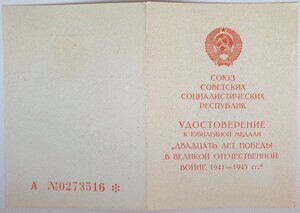 СОЮЗ
СОВЕТСКИХ
СОЦИАЛИСТИЧЕСКИХ
РЕСПУБЛИК
УДОСТОВЕРЕНИЕ
К ЮБИЛЕЙНОЙ МЕДАЛИ
„ДВАДЦАТЬ ЛЕТ ПОБЕДЫ
В ВЕЛИКОЙ ОТЕЧЕСТВЕННОЙ
ВОЙНЕ 1941—1945 гг."
А №0273516